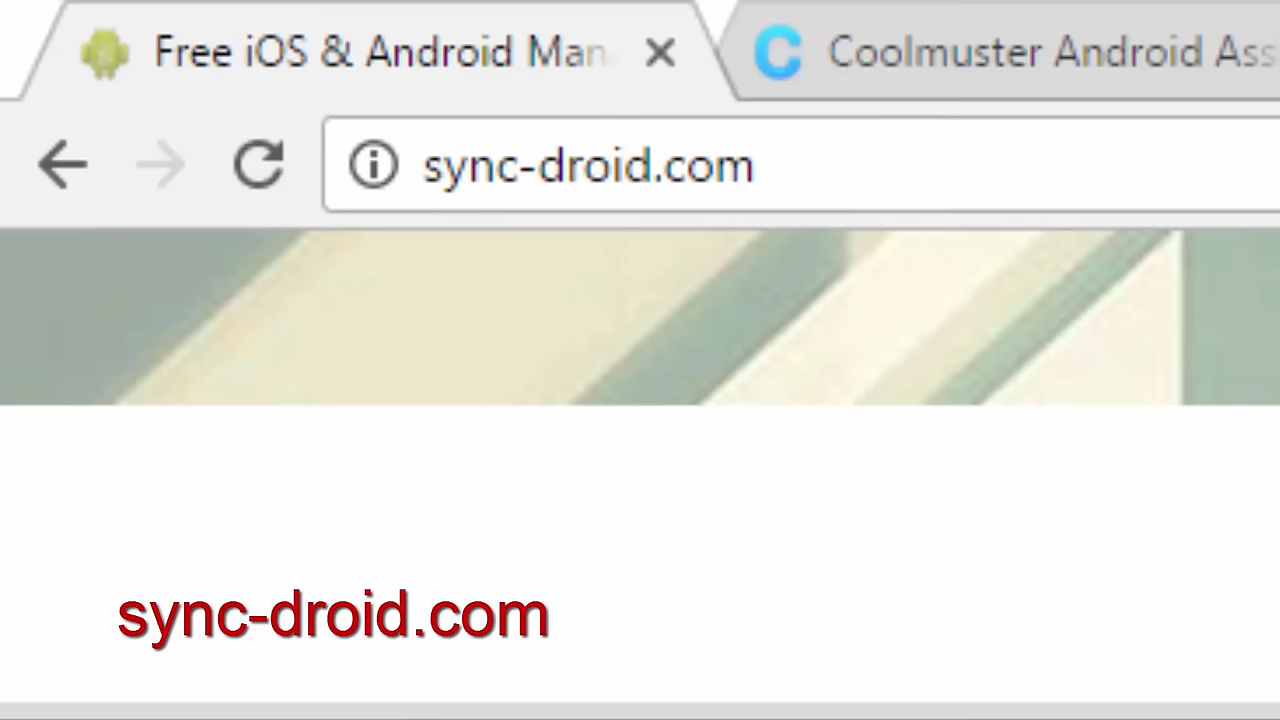 Free iOS & Android Man
Coolmuster Android Ass
sync-droid.com
sync-droid.com